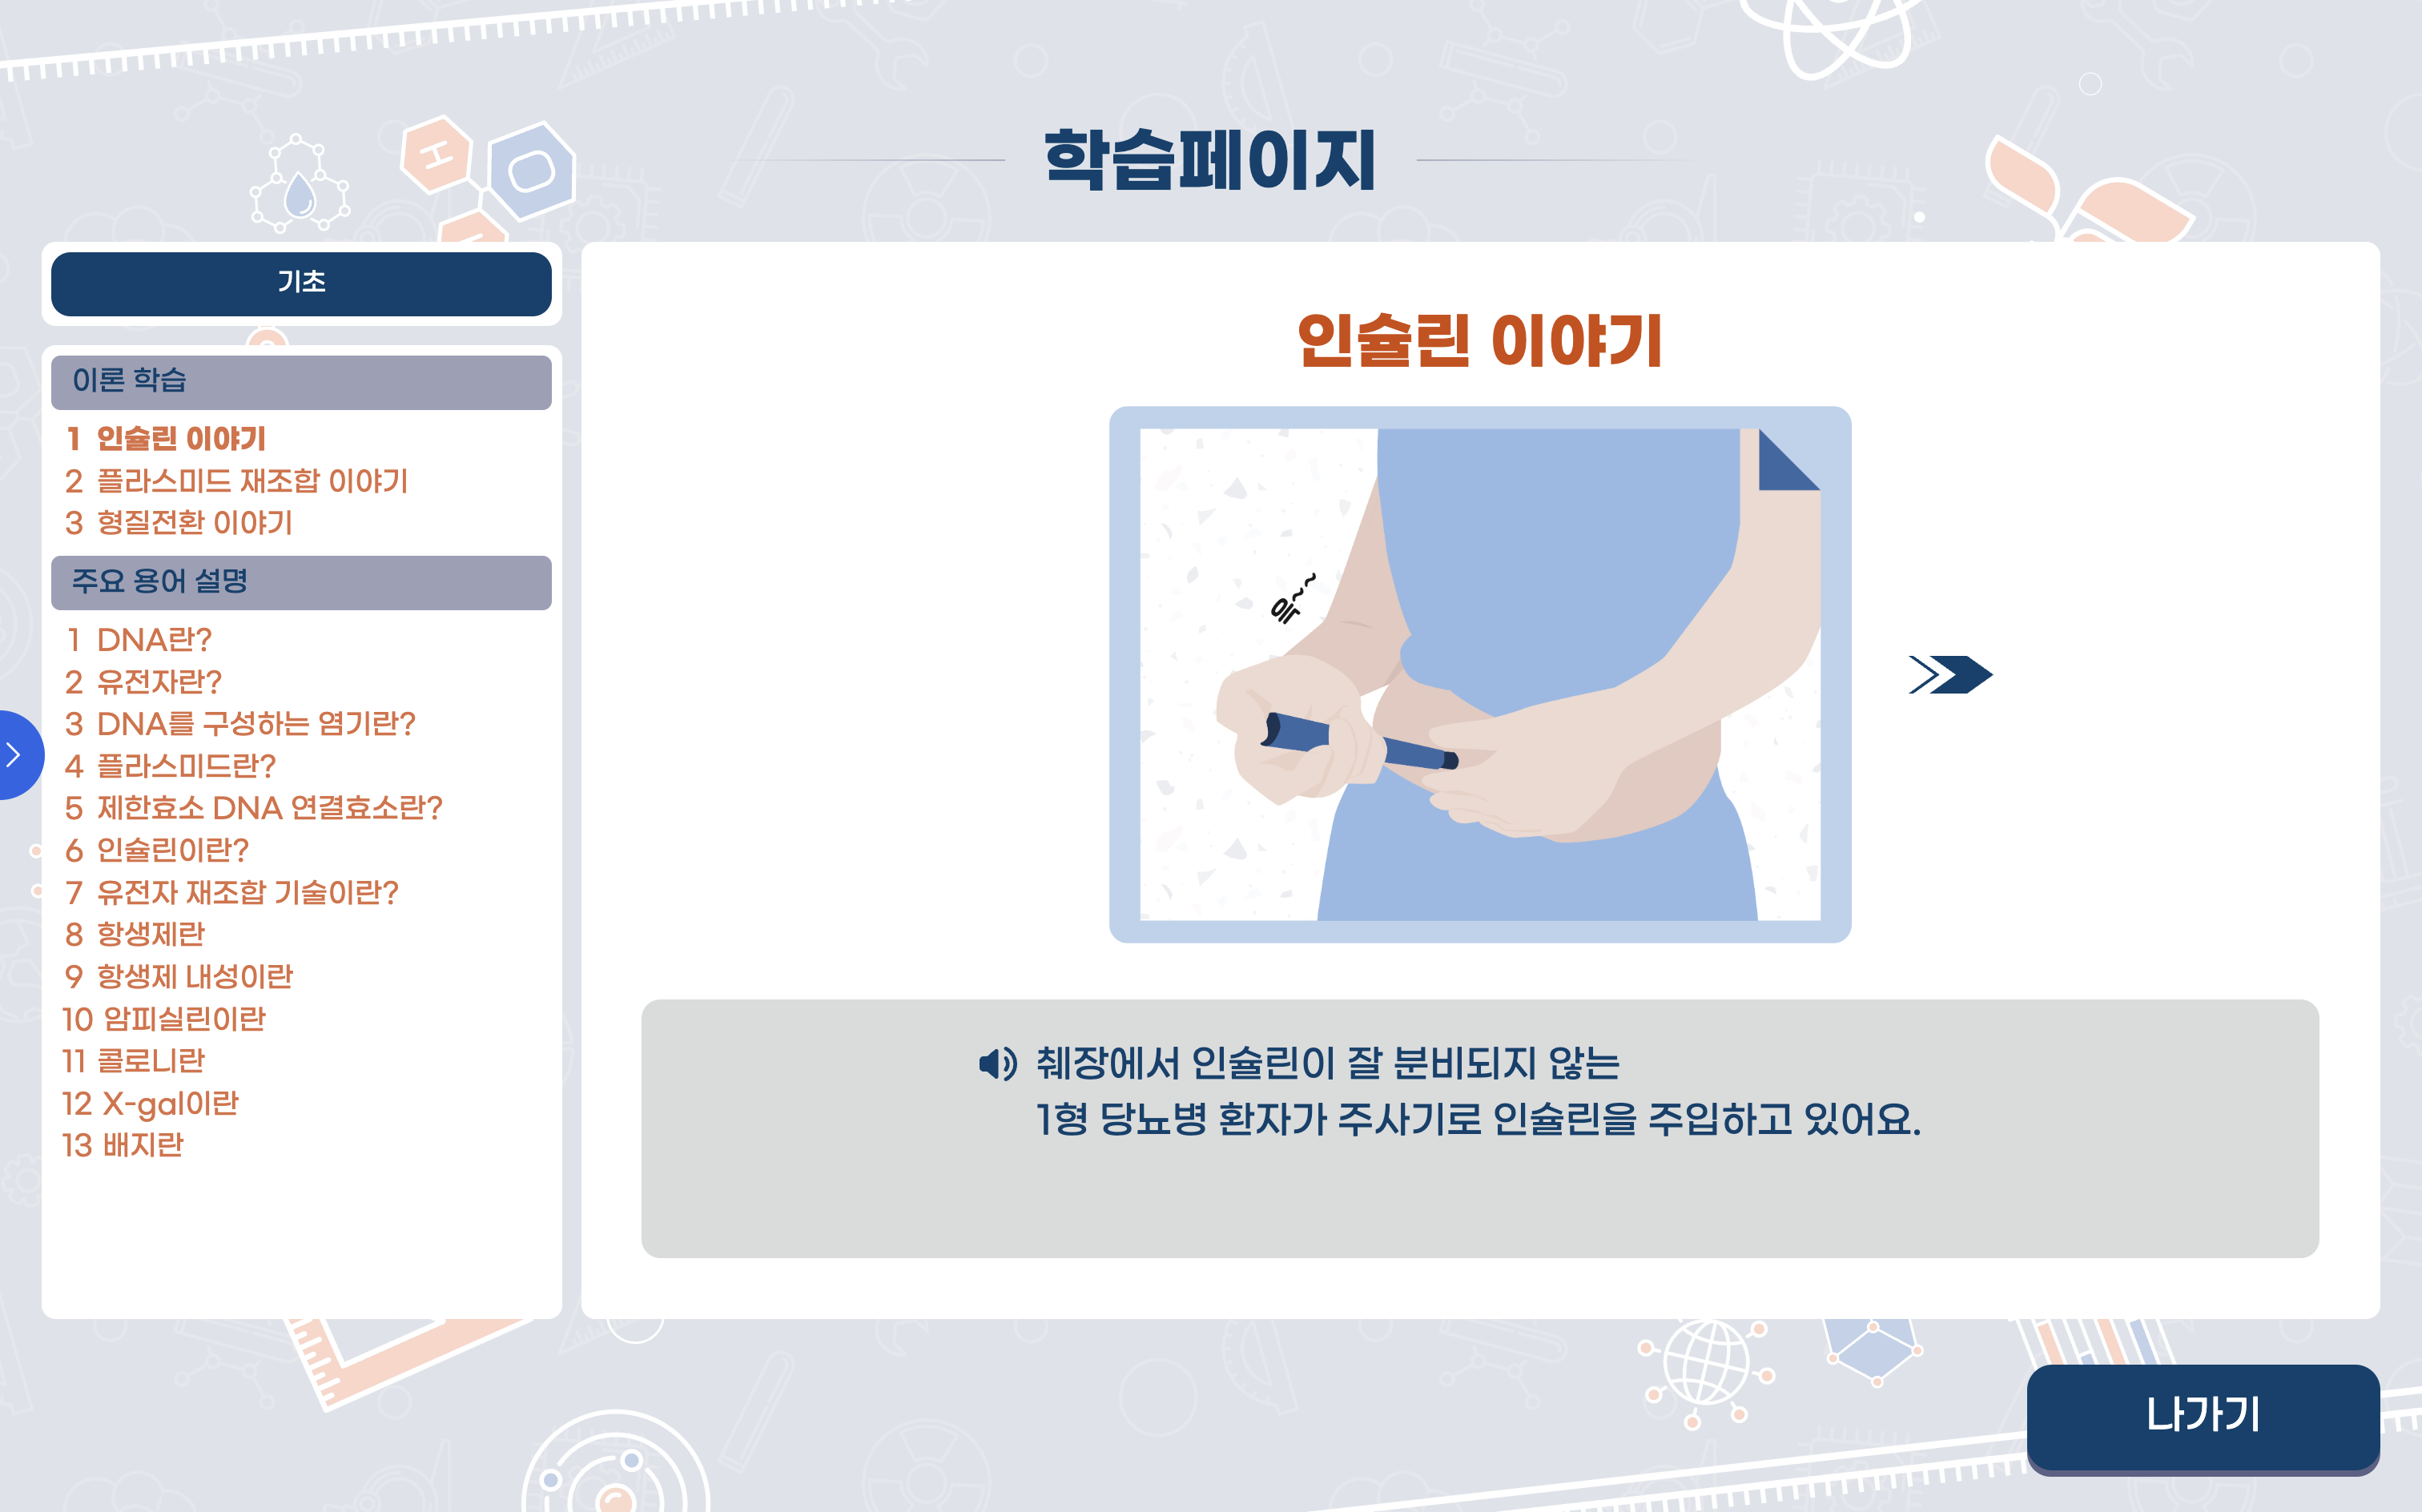 학습페이지
H
O
기초
이론 학습
1 인슐린 이야기
2 플라스미드 재조합 이야기
3 형질전환 이야기
주요 용어 설명
1 DNA란?
2 유전자란?
3 DNA를 구성하는 염기란?
4 플라스미드란?
5 제한효소 DNA 연결효소란?
6 인슐린이란?
7 유전자 재조합 기술이란?
8 항생제란
9 항생제 내성이란
10 암피실린이란
11 콜로니란
12 X-gal이란
13 배지란
인슐린 이야기
윽~~
췌장에서 인슐린이 잘 분비되지 않는
1형 당뇨병 환자가 주사기로 인슐린을 주입하고 있어요.
나가기